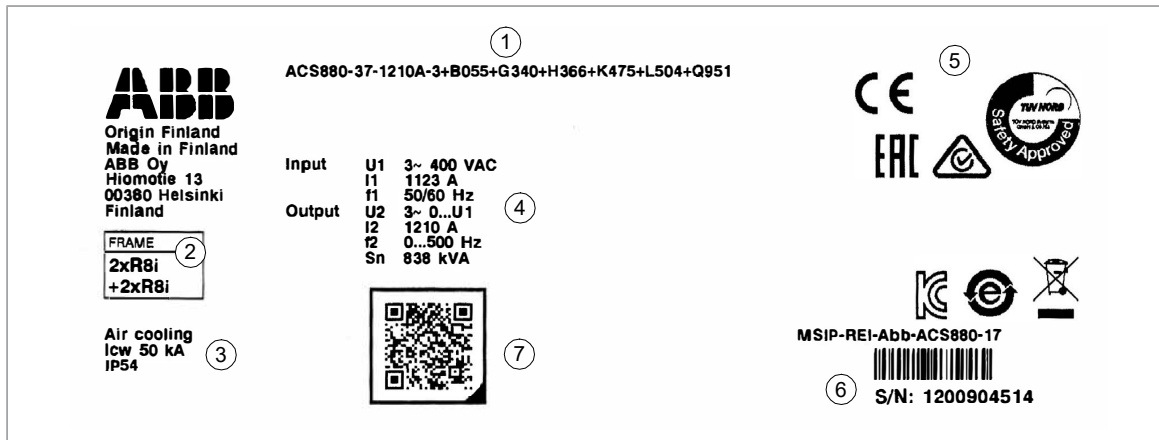 1
ACS880-37-1210A-3+B055+G340+H366+K475+L504+Q951
ABB
Origin Finland
Made in Finland
ABB Oy
Hiomotie 13
00380 Helsinki
Finland
FRAME
2
2xR8i
+2xR8i
Air cooling
Icw 50 kA
IP54
3
Input U1 3~ 400 VAC
I1 1123 A
f1 50/60 Hz
Output U2 3~ 0...U1
I2 1210 A
f2 0...500 Hz
Sn 838 kVA
4
7
5
CE
TÜV NORD
Safety Approved
EAC
MSIP-REI-Abb-ACS880-17
6
S/N: 1200904514